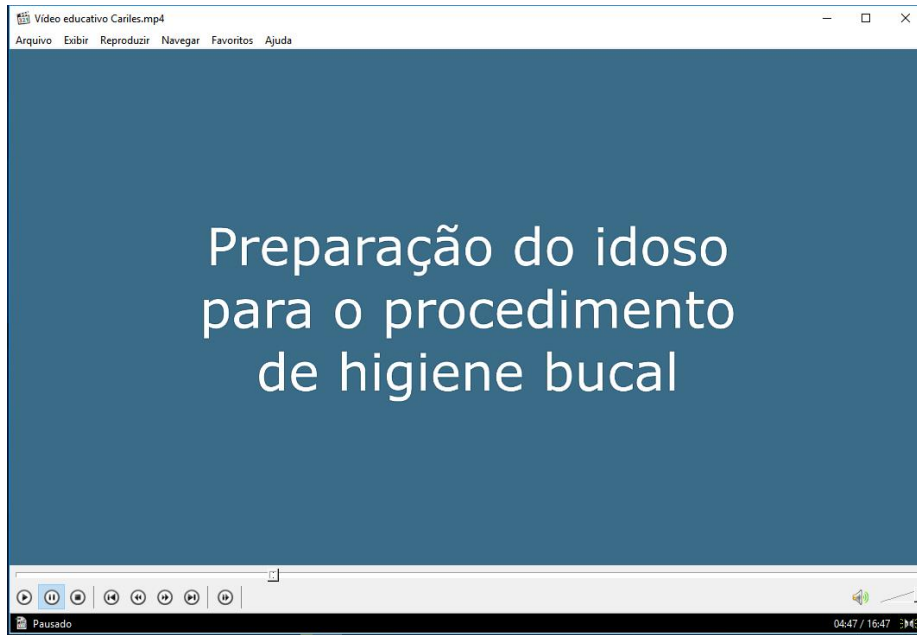 Vídeo educativo Cariles.mp4
Arquivo Exibir Reproduzir Navegar Favoritos Ajuda
Preparação do idoso
para o procedimento
de higiene bucal
Pausado
04:47 / 16:47